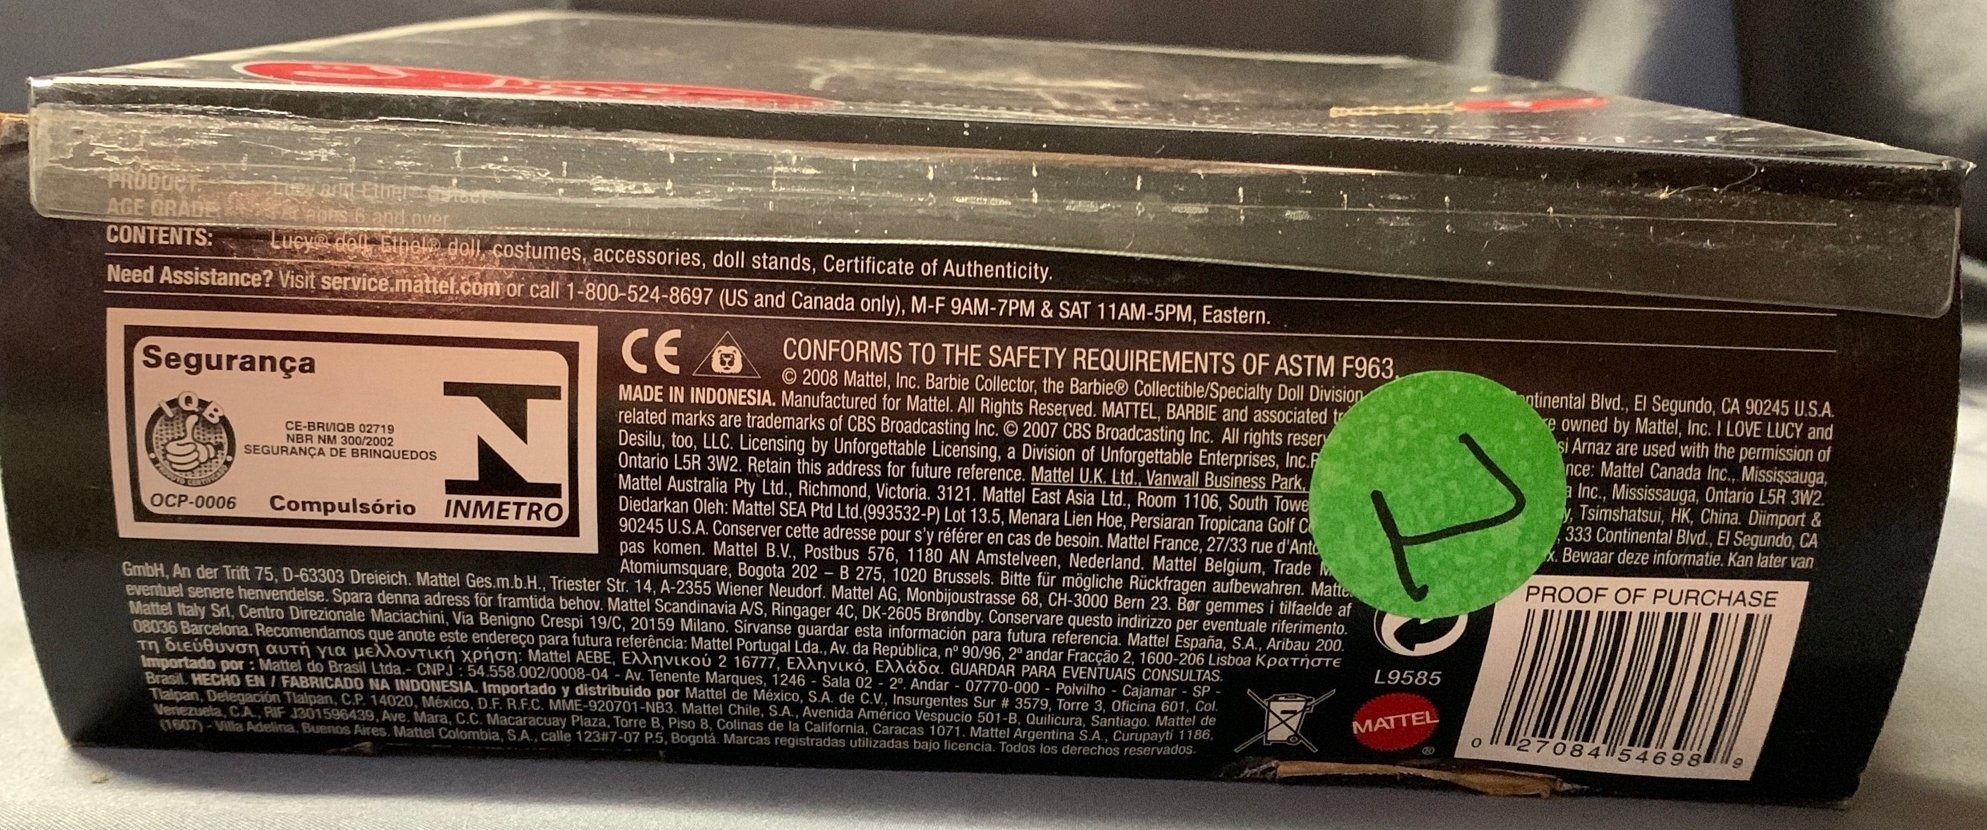 PRODUCT: Lucy and Ethel Giftset
AGE GRADE: For ages 6 and over
CONTENTS: Lucy® doll, Ethel® doll, costumes, accessories, doll stands, Certificate of Authenticity.
Need Assistance? Visit service.mattel.com or call 1-800-524-8697 (US and Canada only), M-F 9AM-7PM & SAT 11AM-5PM, Eastern.
Segurança
IQB
CE-BRI/IQB 02719
NBR NM 300/2002
SEGURANÇA DE BRINQUEDOS
OCP-0006 Compulsório INMETRO
CE
CONFORMS TO THE SAFETY REQUIREMENTS OF ASTM F963.
© 2008 Mattel, Inc. Barbie Collector, the Barbie® Collectible/Specialty Doll Division ntinental Blvd., El Segundo, CA 90245 U.S.A.
MADE IN INDONESIA. Manufactured for Mattel. All Rights Reserved. MATTEL, BARBIE and associated tr re owned by Mattel, Inc. I LOVE LUCY and
related marks are trademarks of CBS Broadcasting Inc. © 2007 CBS Broadcasting Inc. All rights reser si Arnaz are used with the permission of
Desilu, too, LLC. Licensing by Unforgettable Licensing, a Division of Unforgettable Enterprises, Inc. nce: Mattel Canada Inc., Mississauga,
Ontario L5R 3W2. Retain this address for future reference. Mattel U.K. Ltd., Vanwall Business Park, a Inc., Mississauga, Ontario L5R 3W2.
Mattel Australia Pty Ltd., Richmond, Victoria. 3121. Mattel East Asia Ltd., Room 1106, South Towe y, Tsimshatsui, HK, China. Diimport &
Diedarkan Oleh: Mattel SEA Ptd Ltd.(993532-P) Lot 13.5, Menara Lien Hoe, Persiaran Tropicana Golf C , 333 Continental Blvd., El Segundo, CA
90245 U.S.A. Conserver cette adresse pour s'y référer en cas de besoin. Mattel France, 27/33 rue d'Anto x. Bewaar deze informatie. Kan later van
pas komen. Mattel B.V., Postbus 576, 1180 AN Amstelveen, Nederland. Mattel Belgium, Trade M
Atomiumsquare, Bogota 202 – B 275, 1020 Brussels. Bitte für mögliche Rückfragen aufbewahren. Matte
GmbH, An der Trift 75, D-63303 Dreieich. Mattel Ges.m.b.H., Triester Str. 14, A-2355 Wiener Neudorf. Mattel AG, Monbijoustrasse 68, CH-3000 Bern 23. Bør gemmes i tilfaelde af
eventuel senere henvendelse. Spara denna adress för framtida behov. Mattel Scandinavia A/S, Ringager 4C, DK-2605 Brøndby. Conservare questo indirizzo per eventuale riferimento.
Mattel Italy Srl, Centro Direzionale Maciachini, Via Benigno Crespi 19/C, 20159 Milano. Sírvanse guardar esta información para futura referencia. Mattel España, S.A., Aribau 200.
08036 Barcelona. Recomendamos que anote este endereço para futura referência: Mattel Portugal Lda., Av. da República, nº 90/96, 2º andar Fracção 2, 1600-206 Lisboa Κρατήστε
τη διεύθυνση αυτή για μελλοντική χρήση: Mattel AEBE, Ελληνικού 2 16777, Ελληνικό, Ελλάδα. GUARDAR PARA EVENTUAIS CONSULTAS.
Importado por : Mattel do Brasil Ltda.- CNPJ : 54.558.002/0008-04 - Av. Tenente Marques, 1246 - Sala 02 - 2º. Andar - 07770-000 - Polvilho - Cajamar - SP -
Brasil. HECHO EN / FABRICADO NA INDONESIA. Importado y distribuido por Mattel de México, S.A. de C.V., Insurgentes Sur # 3579, Torre 3, Oficina 601, Col.
Tlalpan, Delegación Tlalpan, C.P. 14020, México, D.F. R.F.C. MME-920701-NB3. Mattel Chile, S.A., Avenida Américo Vespucio 501-B, Quilicura, Santiago. Mattel de
Venezuela, C.A., RIF J301596439, Ave. Mara, C.C. Macaracuay Plaza, Torre B, Piso 8, Colinas de la California, Caracas 1071. Mattel Argentina S.A., Curupaytí 1186,
(1607) - Villa Adelina, Buenos Aires. Mattel Colombia, S.A., calle 123#7-07 P.5, Bogotá. Marcas registradas utilizadas bajo licencia. Todos los derechos reservados.
L9585
MATTEL®
PROOF OF PURCHASE
0 27084 54698 9